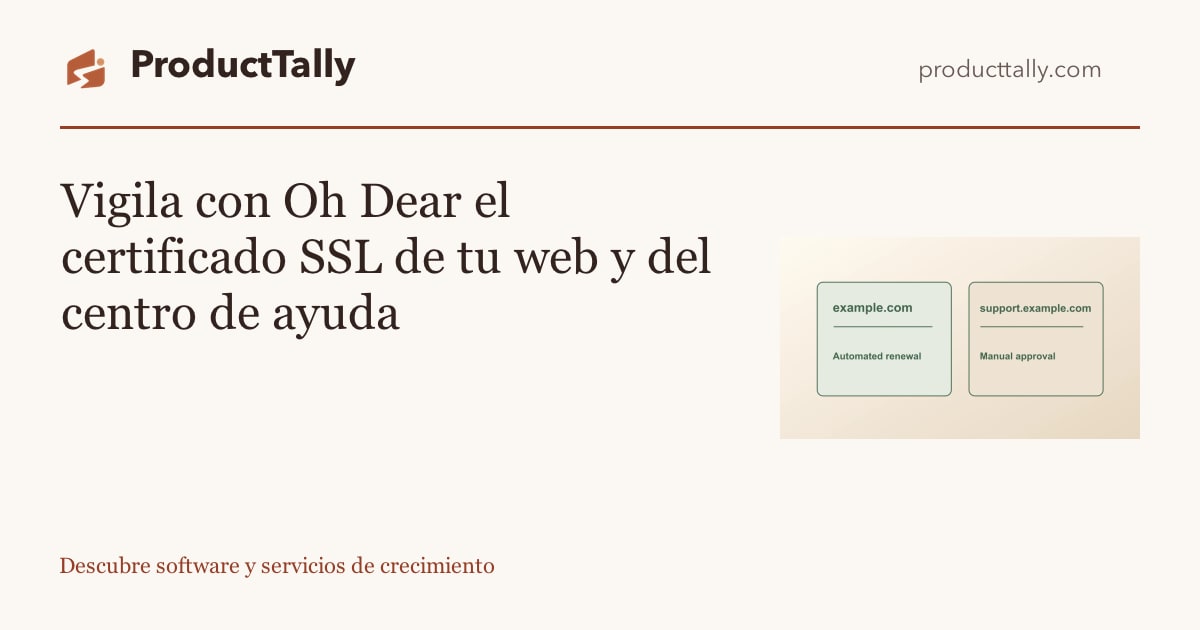 ProductTally
producttally.com
Vigila con Oh Dear el
certificado SSL de tu web y del
centro de ayuda
example.com
Automated renewal
support.example.com
Manual approval
Descubre software y servicios de crecimiento